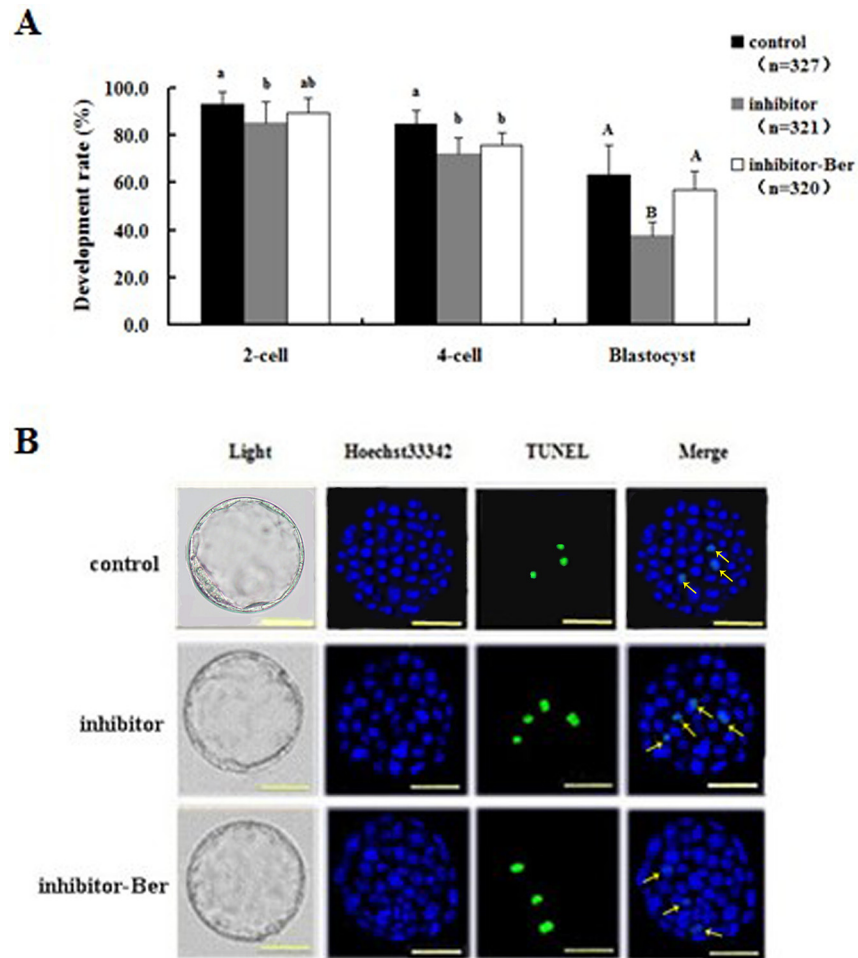 A
control
（n=327）
inhibitor
（n=321）
inhibitor-Ber
（n=320）
Development rate (%)
100.0
80.0
60.0
40.0
20.0
0.0
a
b
ab
a
b
b
A
B
A
2-cell
4-cell
Blastocyst
B
Light
Hoechst33342
TUNEL
Merge
control
inhibitor
inhibitor-Ber